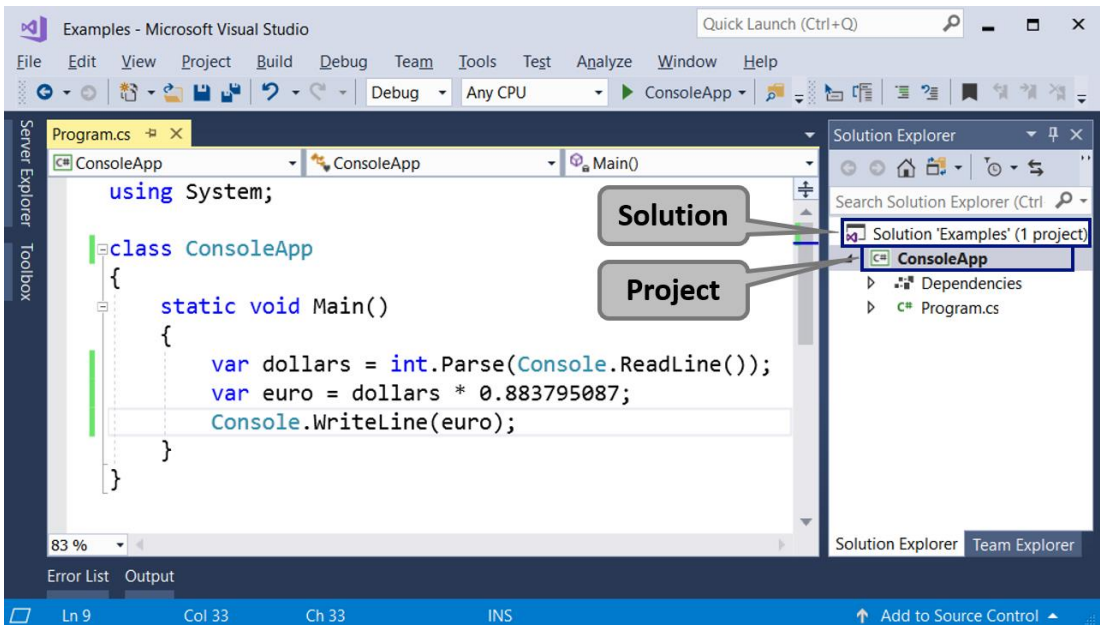 Examples - Microsoft Visual Studio
Quick Launch (Ctrl+Q)
File Edit View Project Build Debug Team Tools Test Analyze Window Help
Debug Any CPU ConsoleApp
Server Explorer
Toolbox
Program.cs
C# ConsoleApp ConsoleApp Main()
using System;
class ConsoleApp
{
static void Main()
{
var dollars = int.Parse(Console.ReadLine());
var euro = dollars * 0.883795087;
Console.WriteLine(euro);
}
}
83 %
Solution
Project
Solution Explorer
Search Solution Explorer (Ctrl
Solution 'Examples' (1 project)
C# ConsoleApp
Dependencies
C# Program.cs
Solution Explorer Team Explorer
Error List Output
Ln 9 Col 33 Ch 33 INS Add to Source Control